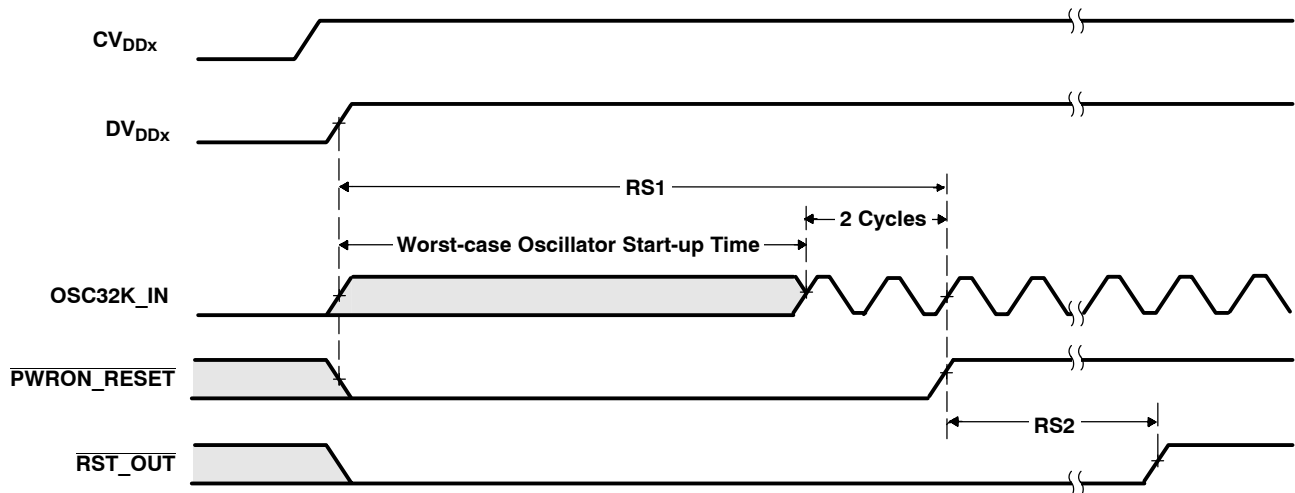 CVDDx
DVDDx
RS1
2 Cycles
Worst-case Oscillator Start-up Time
OSC32K_IN
PWRON_RESET
RS2
RST_OUT